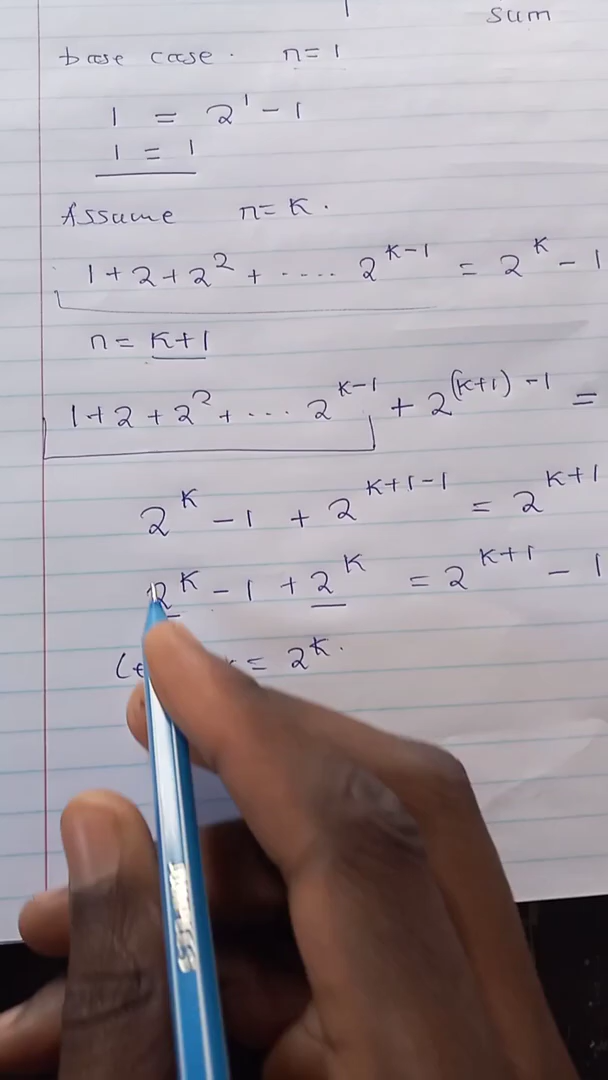 sum
base case. n=1
1 = 2^1 - 1
1 = 1
Assume n=K.
1+2+2^2+ ..... 2^{K-1} = 2^K - 1
n = K+1
1+2+2^2+ ... 2^{K-1} + 2^{(K+1)-1} =
2^K - 1 + 2^{K+1-1} = 2^{K+1}
2^K - 1 + 2^K = 2^{K+1} - 1
= 2^K.